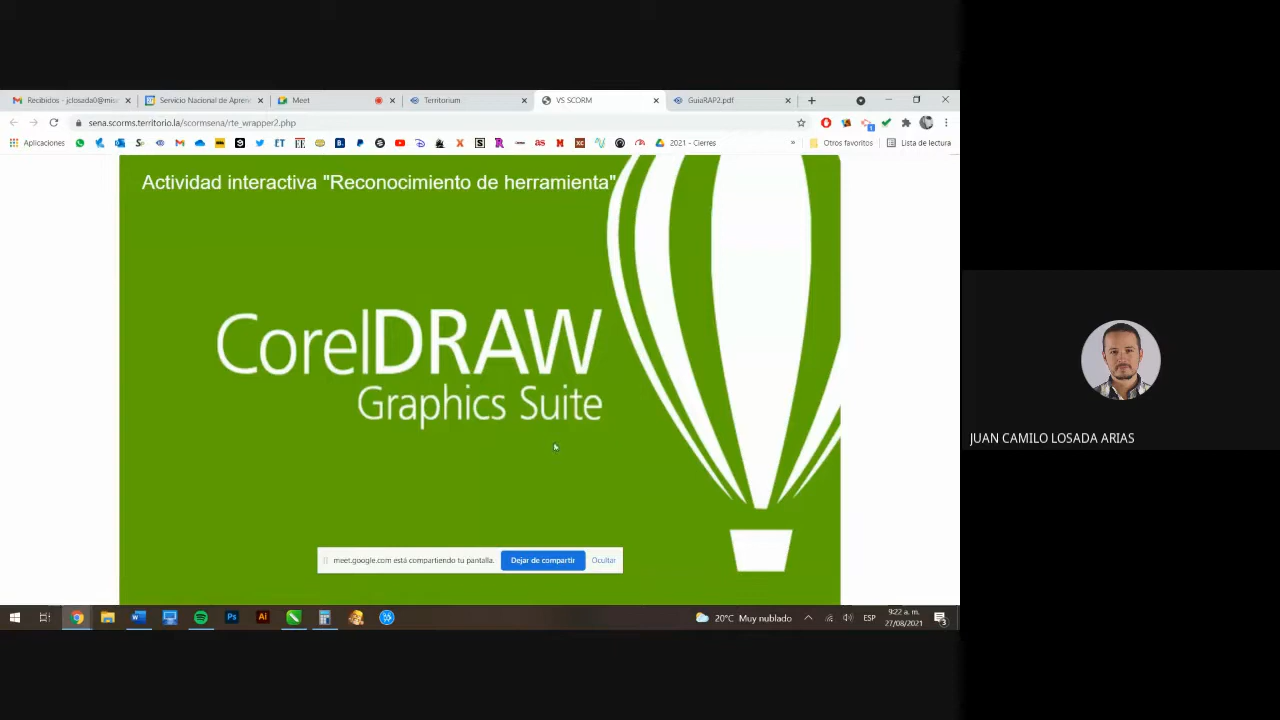 Recibidos - jclosada0@misr
Servicio Nacional de Apren
Meet
Territorium
VS SCORM
GuiaRAP2.pdf
sena.scorms.territorio.la/scormsena/rte_wrapper2.php
Aplicaciones
2021 - Cierres
Otros favoritos
Lista de lectura
Actividad interactiva "Reconocimiento de herramienta"
CorelDRAW
Graphics Suite
meet.google.com está compartiendo tu pantalla.
Dejar de compartir
Ocultar
JUAN CAMILO LOSADA ARIAS
20°C Muy nublado
ESP
9:22 a. m.
27/08/2021